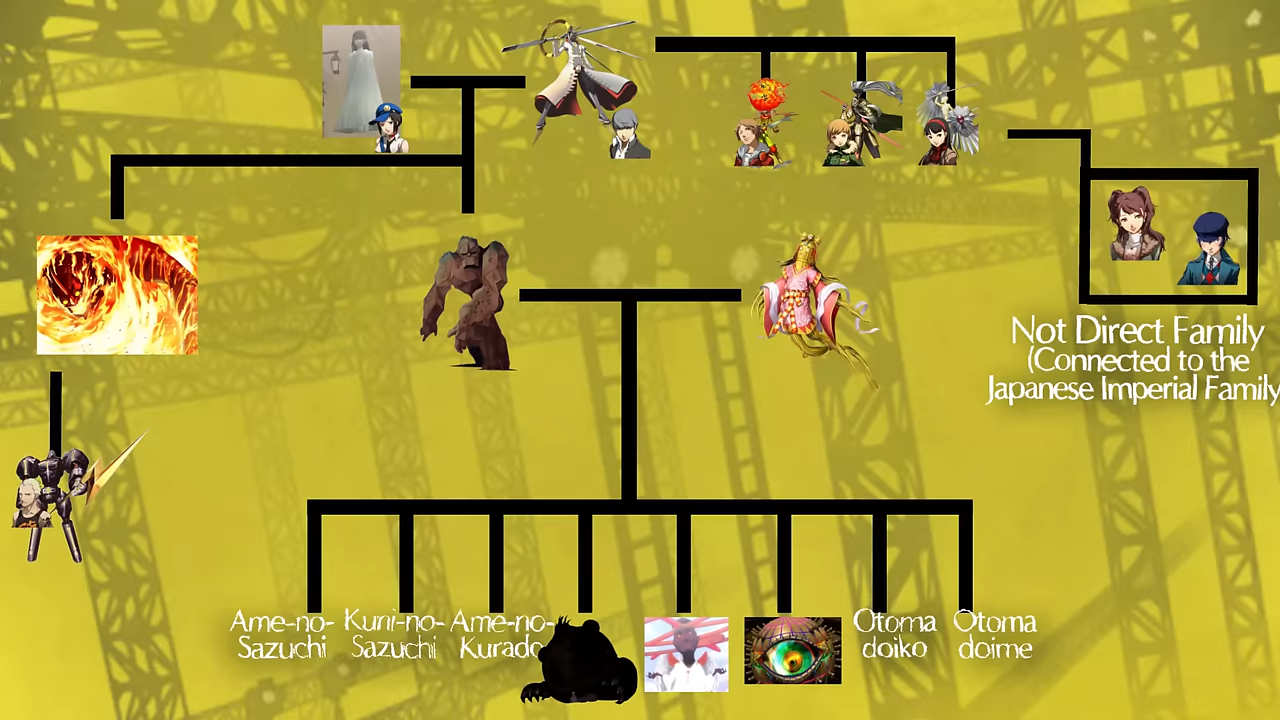 Not Direct Family
(Connected to the
Japanese Imperial Family
Ame-no-
Sazuchi
Kuni-no-
Sazuchi
Ame-no-
Kurado
Otoma
doiko
Otoma
doime